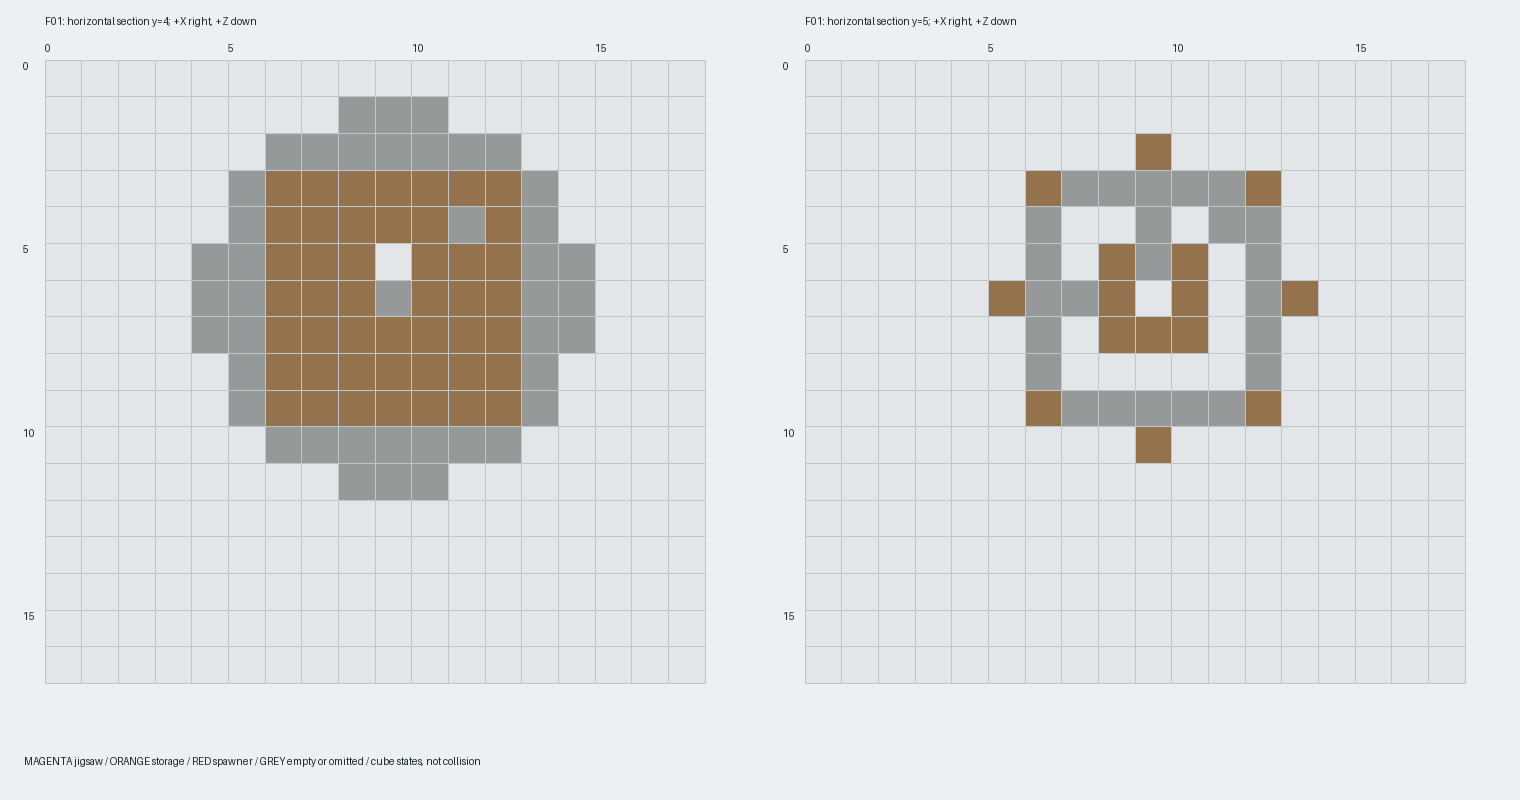 F01: horizontal section y=4; +X right, +Z down
0 5 10 15
0
5
10
15
F01: horizontal section y=5; +X right, +Z down
0 5 10 15
0
5
10
15
MAGENTA jigsaw / ORANGE storage / RED spawner / GREY empty or omitted / cube states, not collision